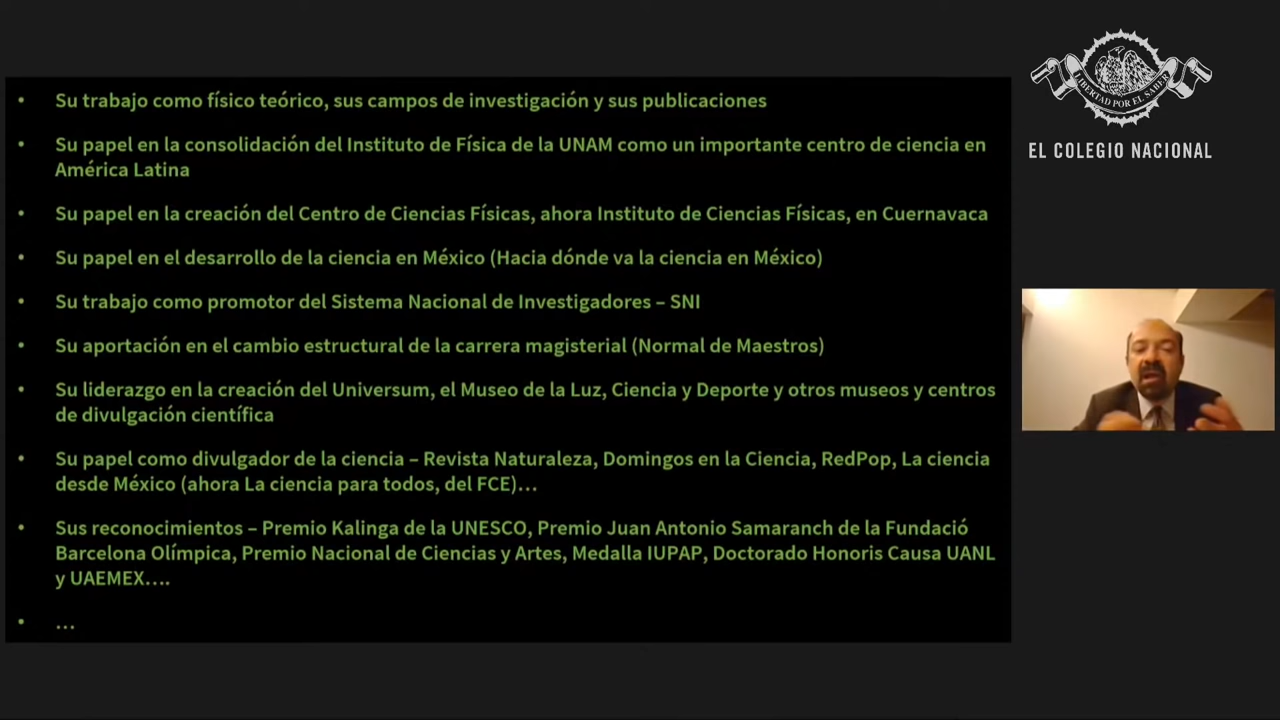 • Su trabajo como físico teórico, sus campos de investigación y sus publicaciones
• Su papel en la consolidación del Instituto de Física de la UNAM como un importante centro de ciencia en
América Latina
• Su papel en la creación del Centro de Ciencias Físicas, ahora Instituto de Ciencias Físicas, en Cuernavaca
• Su papel en el desarrollo de la ciencia en México (Hacia dónde va la ciencia en México)
• Su trabajo como promotor del Sistema Nacional de Investigadores – SNI
• Su aportación en el cambio estructural de la carrera magisterial (Normal de Maestros)
• Su liderazgo en la creación del Universum, el Museo de la Luz, Ciencia y Deporte y otros museos y centros
de divulgación científica
• Su papel como divulgador de la ciencia – Revista Naturaleza, Domingos en la Ciencia, RedPop, La ciencia
desde México (ahora La ciencia para todos, del FCE)…
• Sus reconocimientos – Premio Kalinga de la UNESCO, Premio Juan Antonio Samaranch de la Fundació
Barcelona Olímpica, Premio Nacional de Ciencias y Artes, Medalla IUPAP, Doctorado Honoris Causa UANL
y UAEMEX….
• …
LIBERTAD POR EL SABER
EL COLEGIO NACIONAL